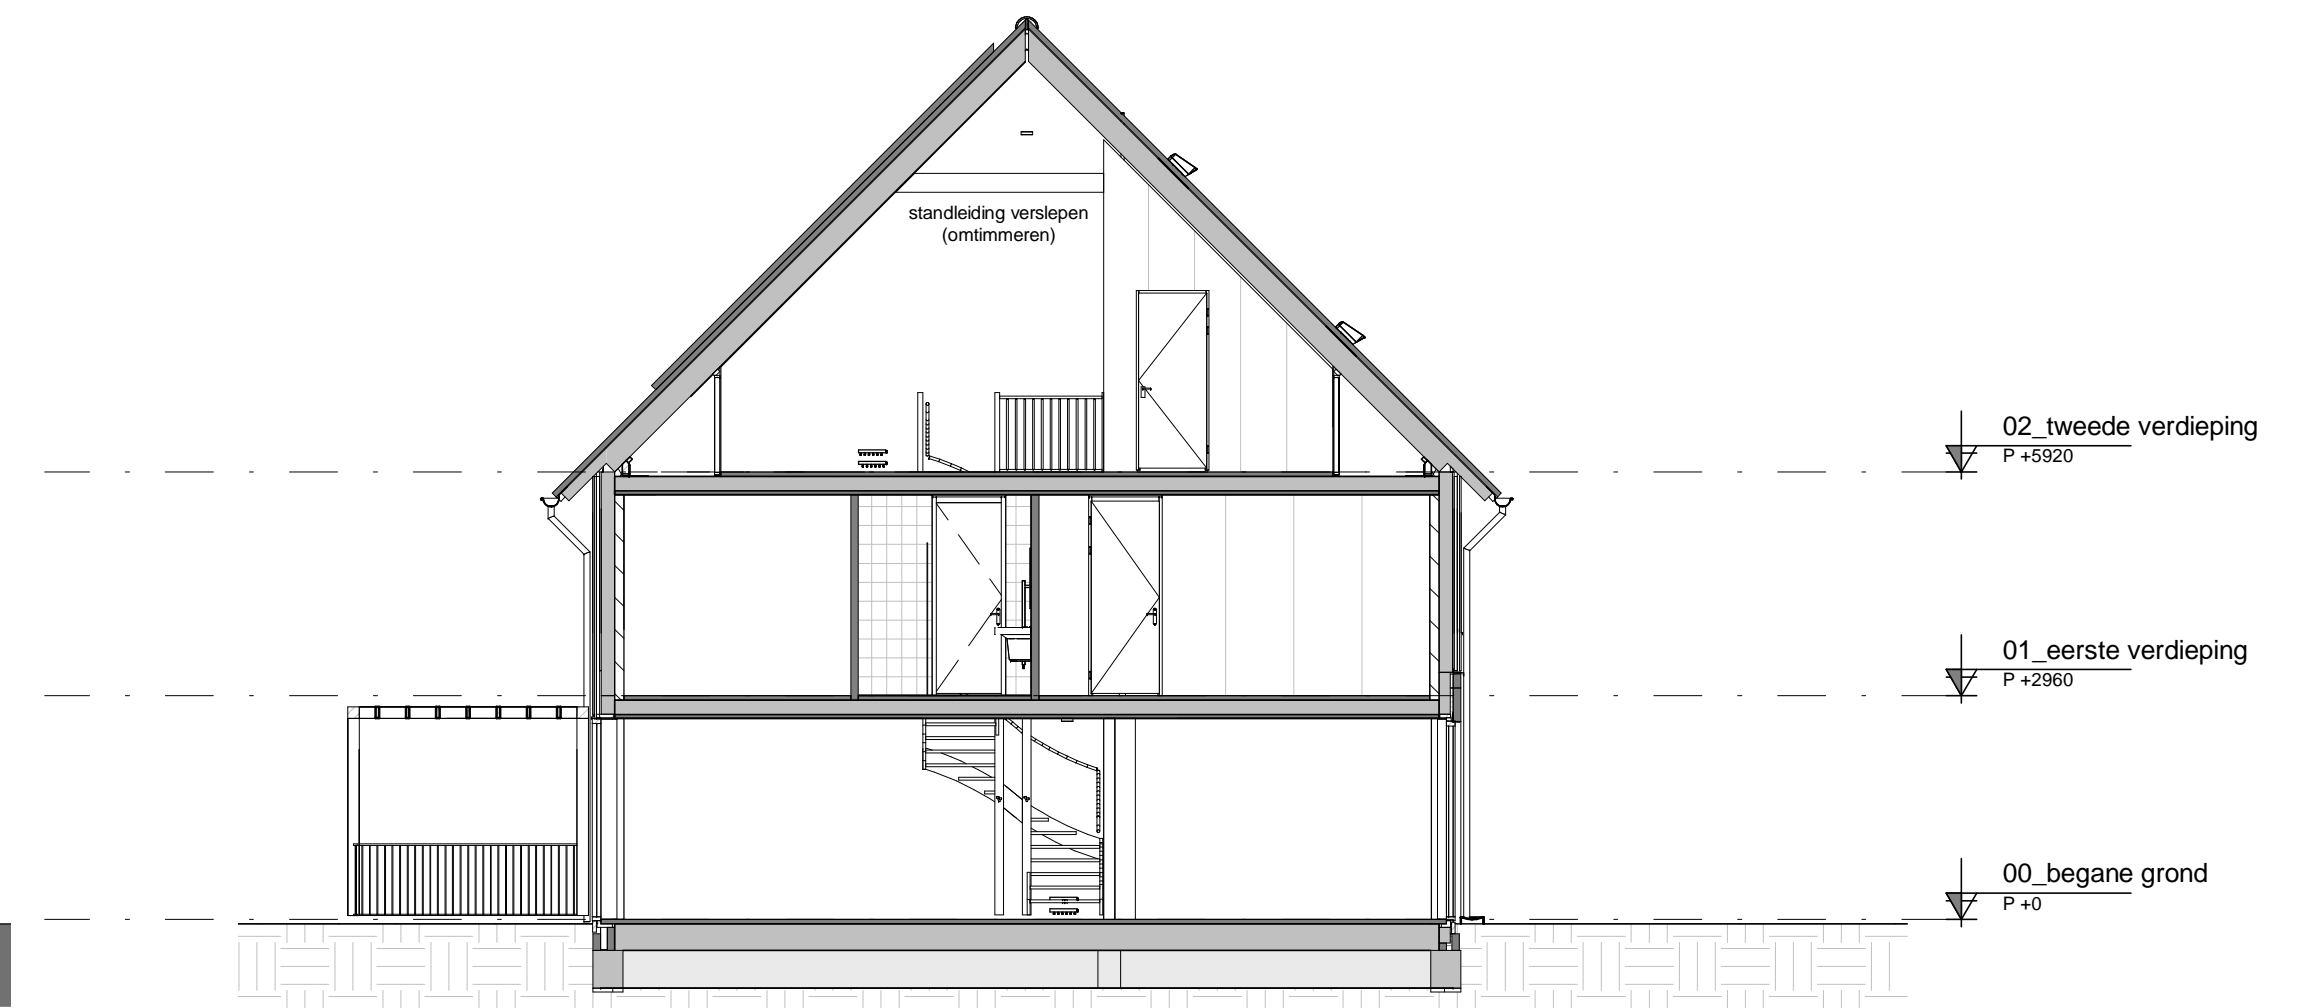 standleiding verslepen
(omtimmeren)
02_tweede verdieping
P +5920
01_eerste verdieping
P +2960
00_begane grond
P +0